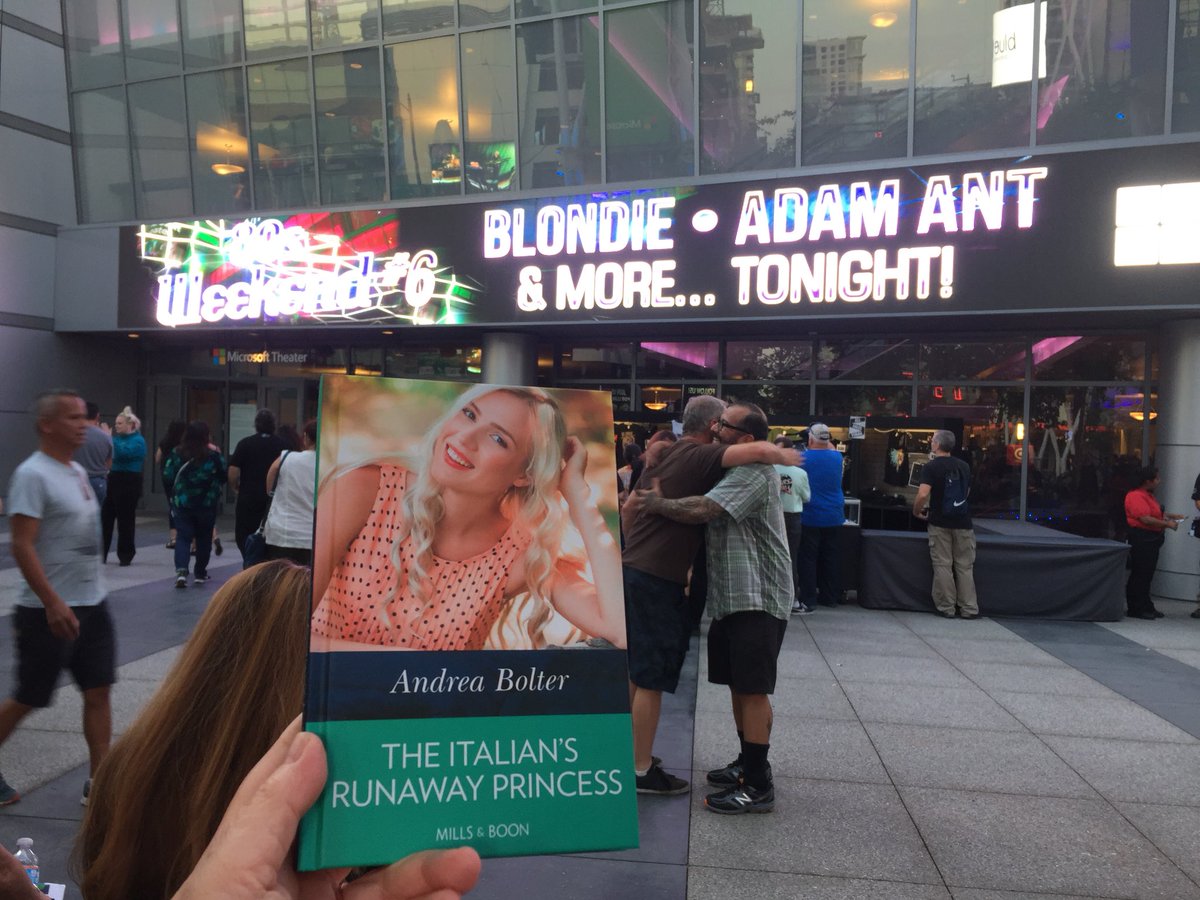 80s
Weekend #6
BLONDIE • ADAM ANT
& MORE... TONIGHT!
Microsoft Theater
Andrea Bolter
THE ITALIAN'S
RUNAWAY PRINCESS
MILLS & BOON